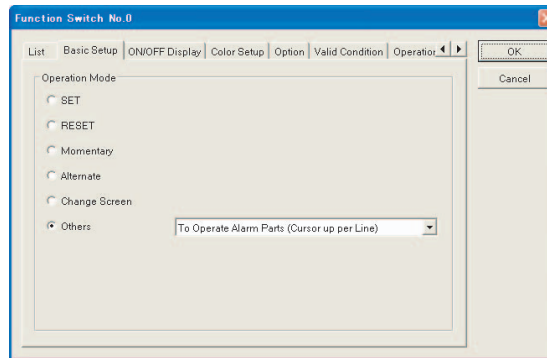 Function Switch No.0
List Basic Setup ON/OFF Display Color Setup Option Valid Condition Operation
OK
Cancel
Operation Mode
SET
RESET
Momentary
Alternate
Change Screen
Others To Operate Alarm Parts (Cursor up per Line)